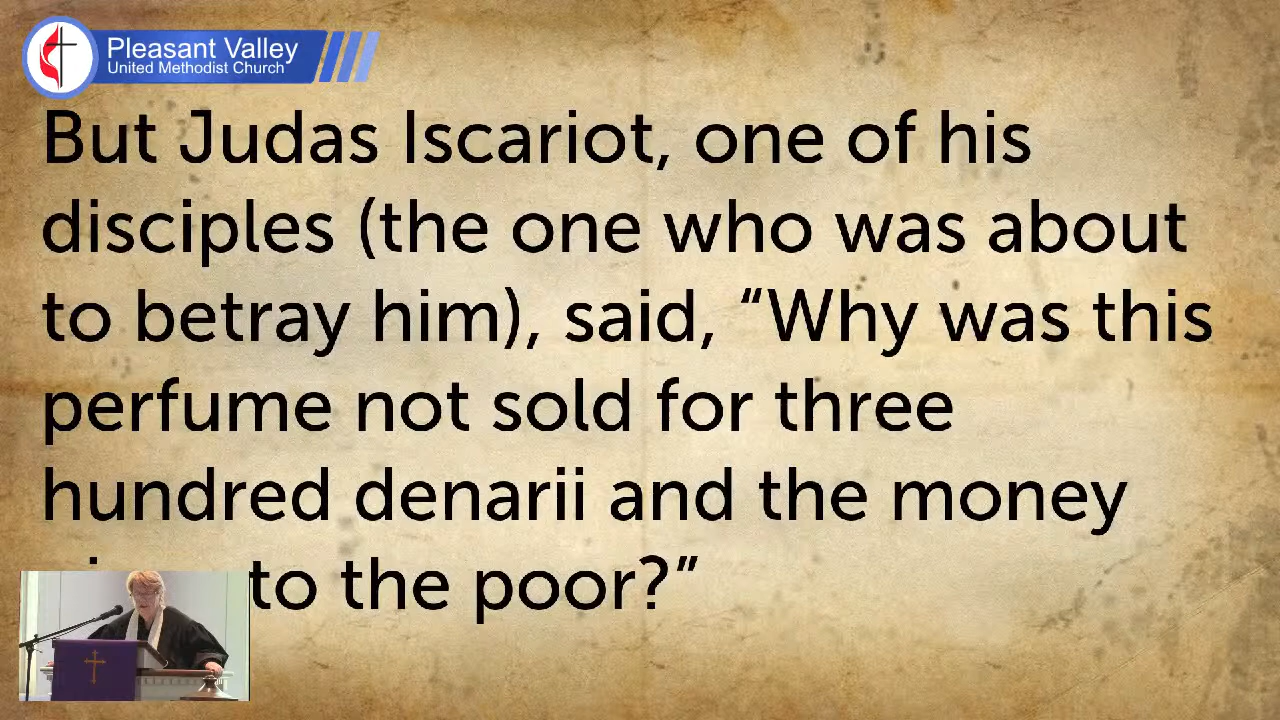 Pleasant Valley
United Methodist Church
But Judas Iscariot, one of his
disciples (the one who was about
to betray him), said, “Why was this
perfume not sold for three
hundred denarii and the money
to the poor?”